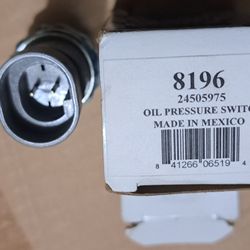 8196
24505975
OIL PRESSURE SWITC
MADE IN MEXICO
8 41266 06519 4